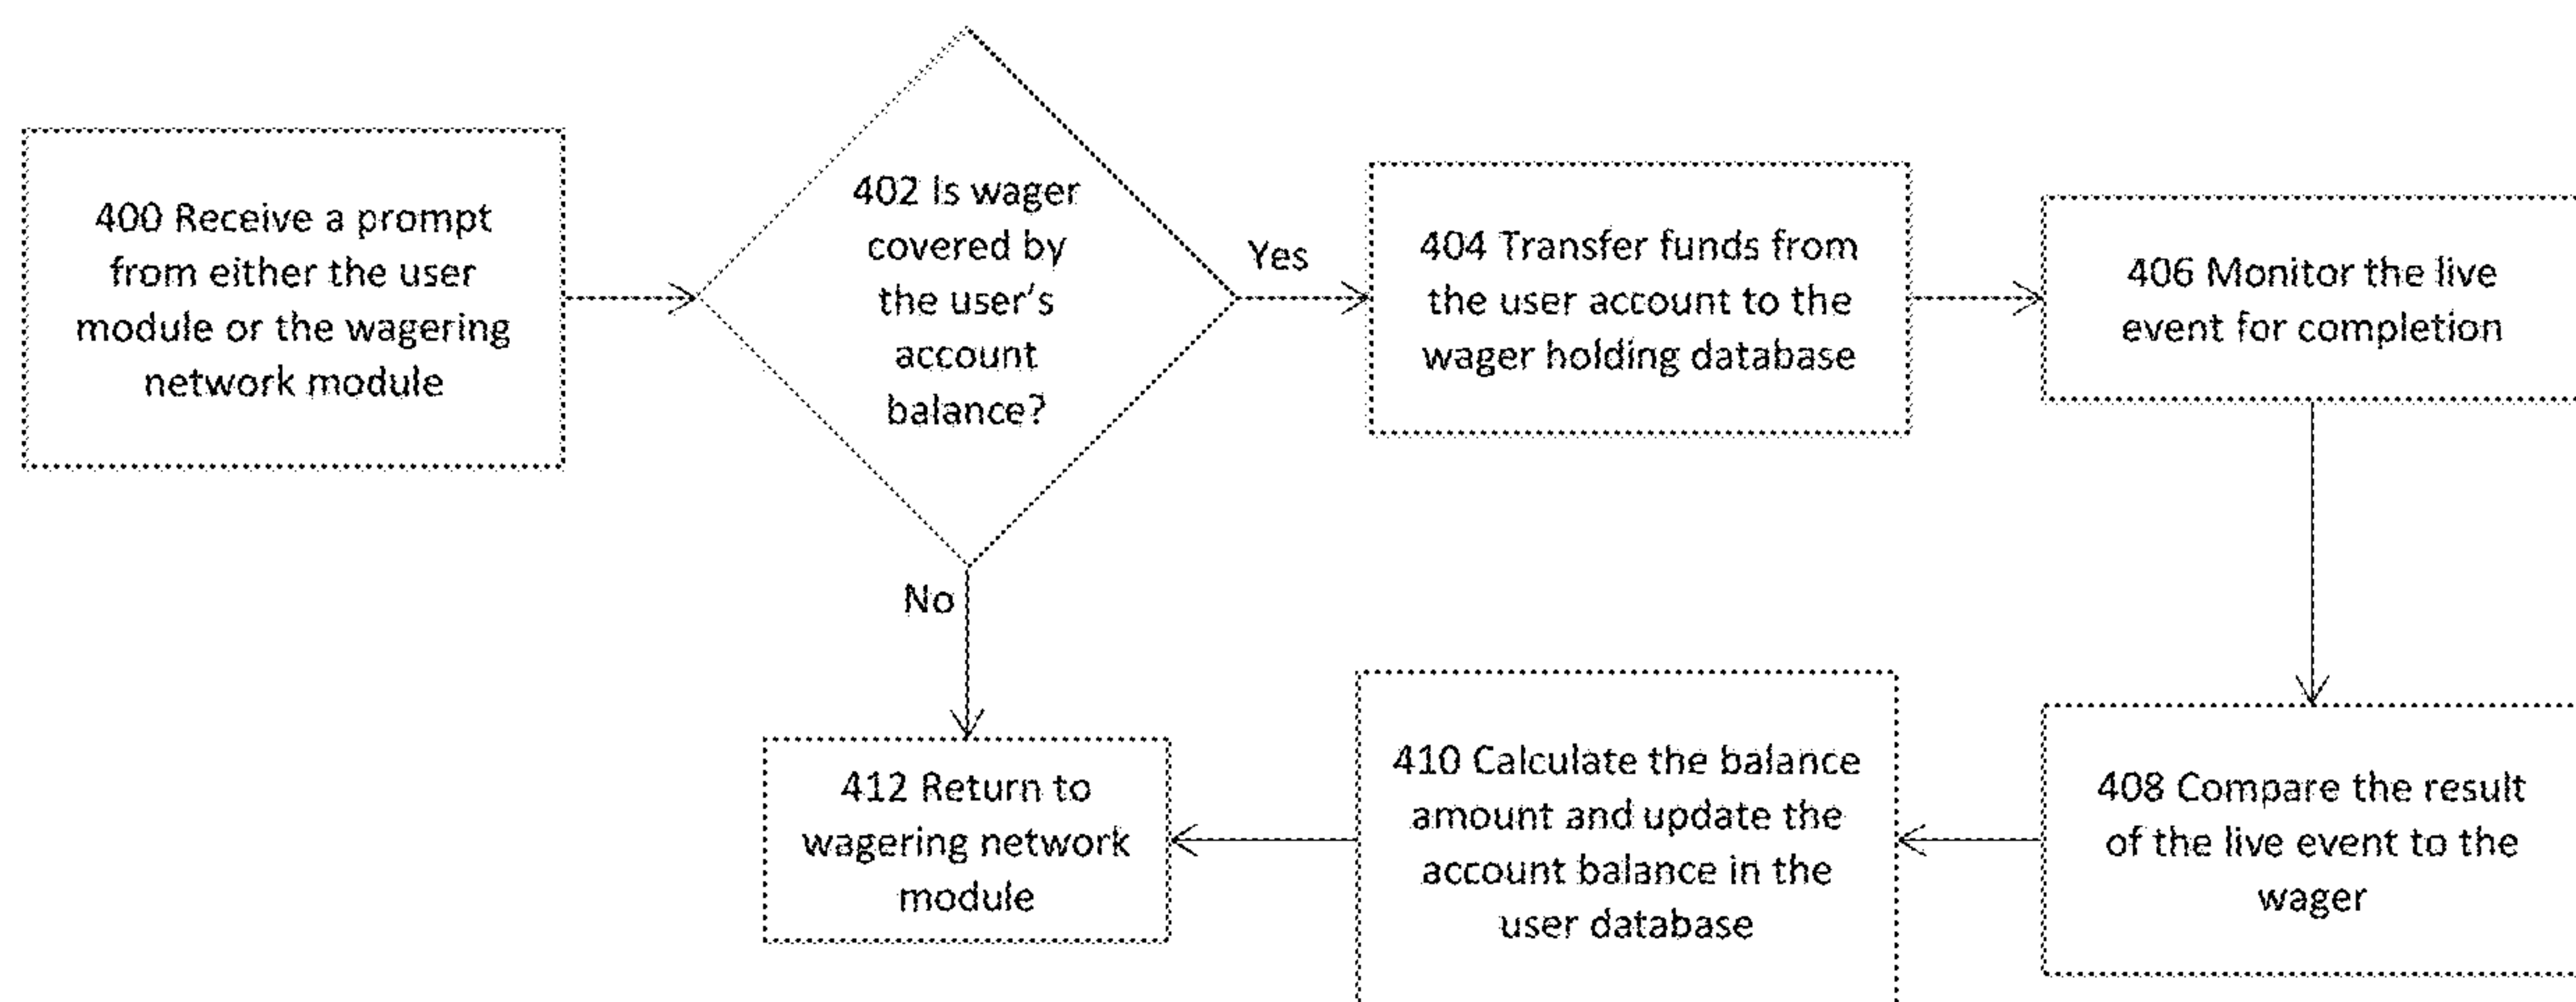 400 Receive a prompt
from either the user
module or the wagering
network module
402 Is wager
covered by
the user's
account
balance?
Yes
404 Transfer funds from
the user account to the
wager holding database
406 Monitor the live
event for completion
No
412 Return to
wagering network
module
410 Calculate the balance
amount and update the
account balance in the
user database
408 Compare the result
of the live event to the
wager